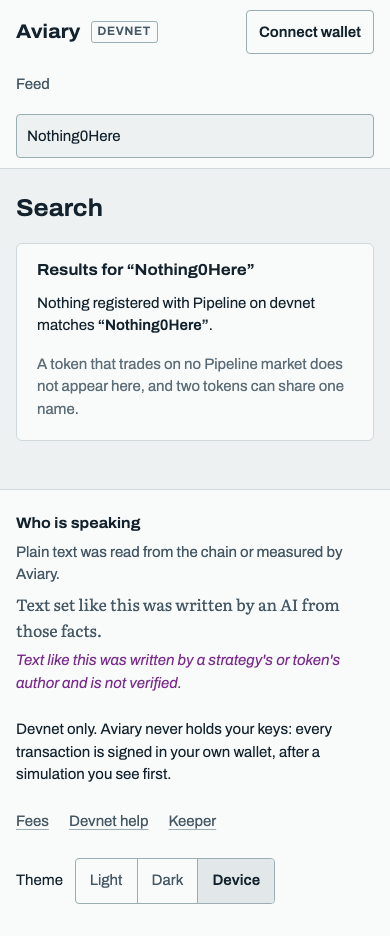 Aviary DEVNET Connect wallet
Feed
Nothing0Here
Search
Results for “Nothing0Here”
Nothing registered with Pipeline on devnet
matches “Nothing0Here”.
A token that trades on no Pipeline market does
not appear here, and two tokens can share one
name.
Who is speaking
Plain text was read from the chain or measured by
Aviary.
Text set like this was written by an AI from
those facts.
Text like this was written by a strategy's or token's
author and is not verified.
Devnet only. Aviary never holds your keys: every
transaction is signed in your own wallet, after a
simulation you see first.
Fees Devnet help Keeper
Theme Light Dark Device